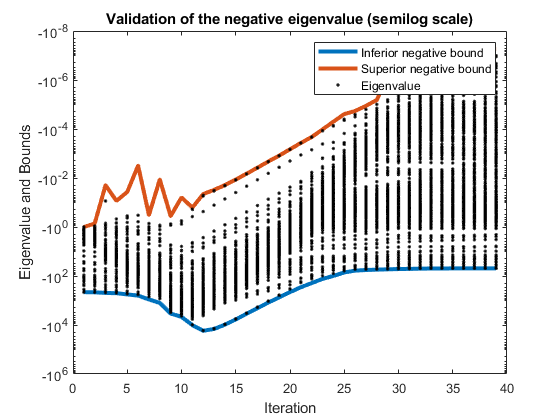 Validation of the negative eigenvalue (semilog scale)
-10^-8
-10^-6
-10^-4
-10^-2
-10^0
-10^2
-10^4
-10^6
Eigenvalue and Bounds
Inferior negative bound
Superior negative bound
Eigenvalue
0 5 10 15 20 25 30 35 40
Iteration